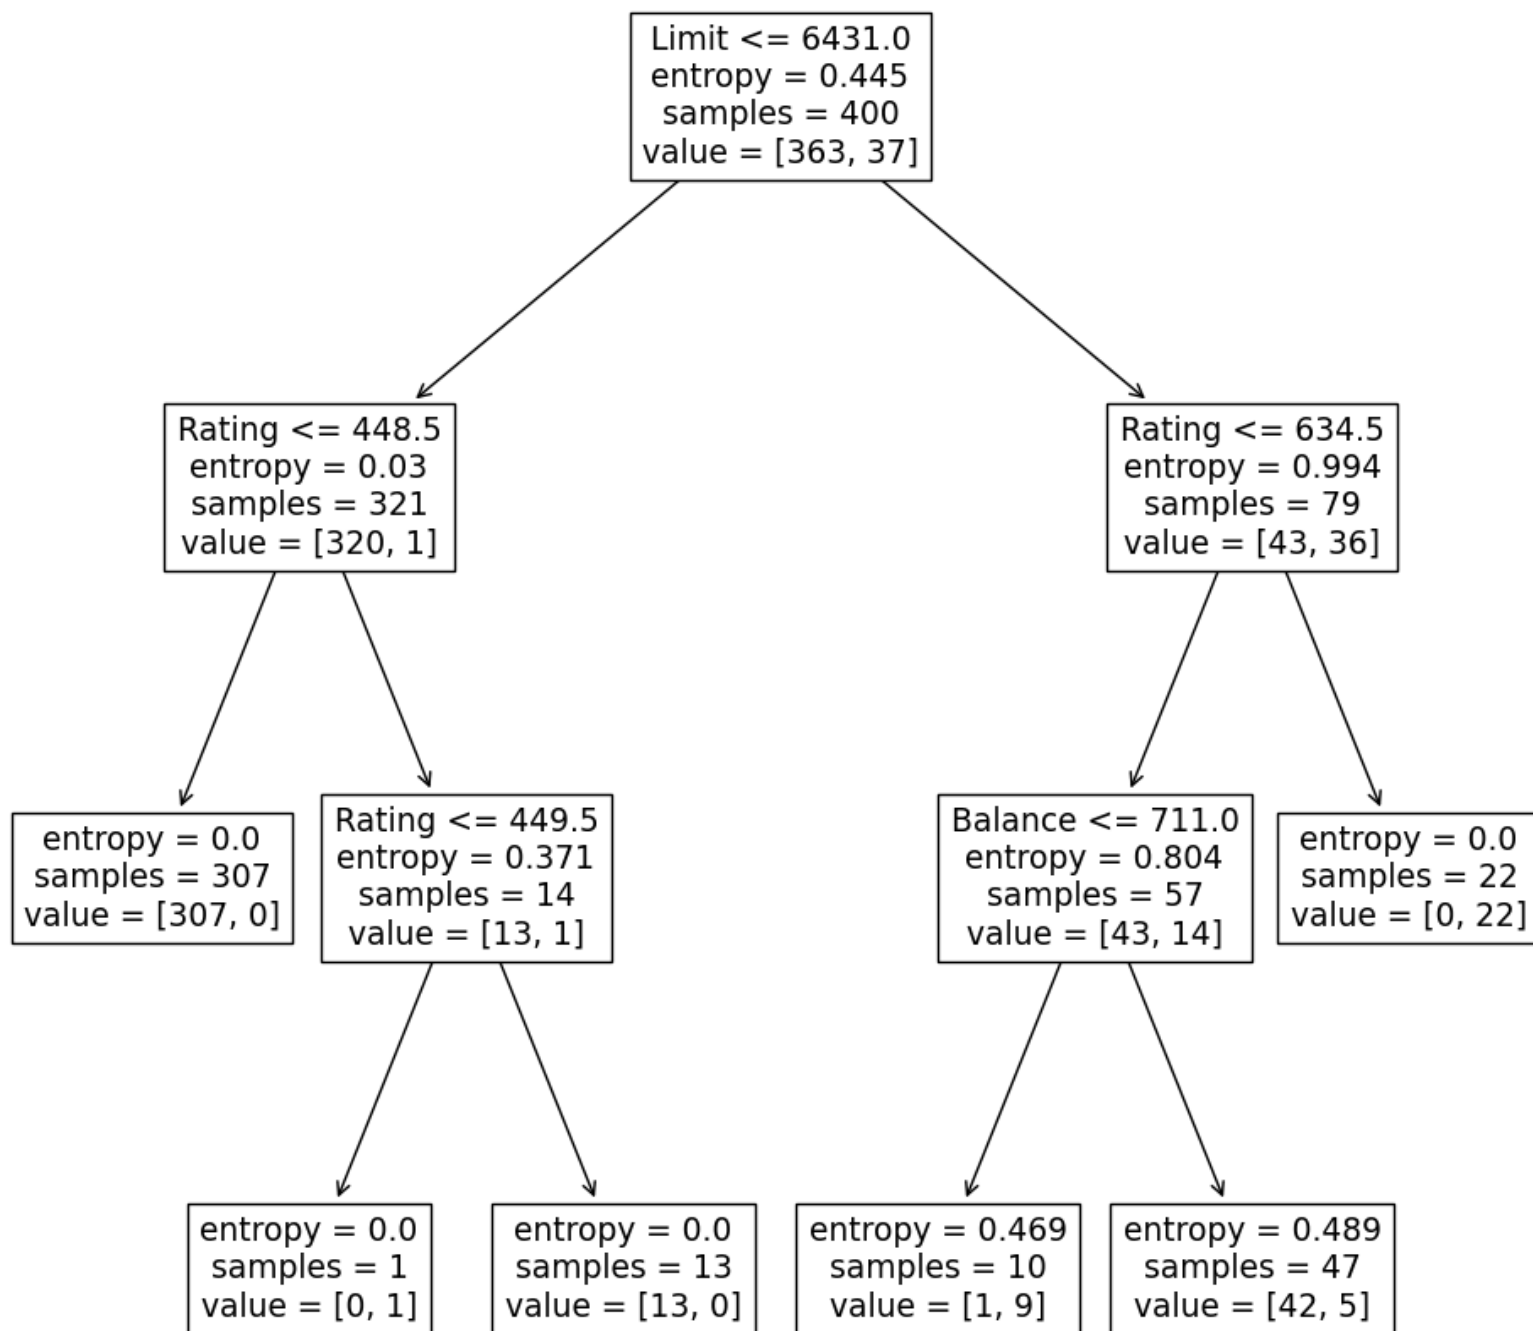 Limit <= 6431.0
entropy = 0.445
samples = 400
value = [363, 37]
Rating <= 448.5
entropy = 0.03
samples = 321
value = [320, 1]
Rating <= 634.5
entropy = 0.994
samples = 79
value = [43, 36]
entropy = 0.0
samples = 307
value = [307, 0]
Rating <= 449.5
entropy = 0.371
samples = 14
value = [13, 1]
Balance <= 711.0
entropy = 0.804
samples = 57
value = [43, 14]
entropy = 0.0
samples = 22
value = [0, 22]
entropy = 0.0
samples = 1
value = [0, 1]
entropy = 0.0
samples = 13
value = [13, 0]
entropy = 0.469
samples = 10
value = [1, 9]
entropy = 0.489
samples = 47
value = [42, 5]